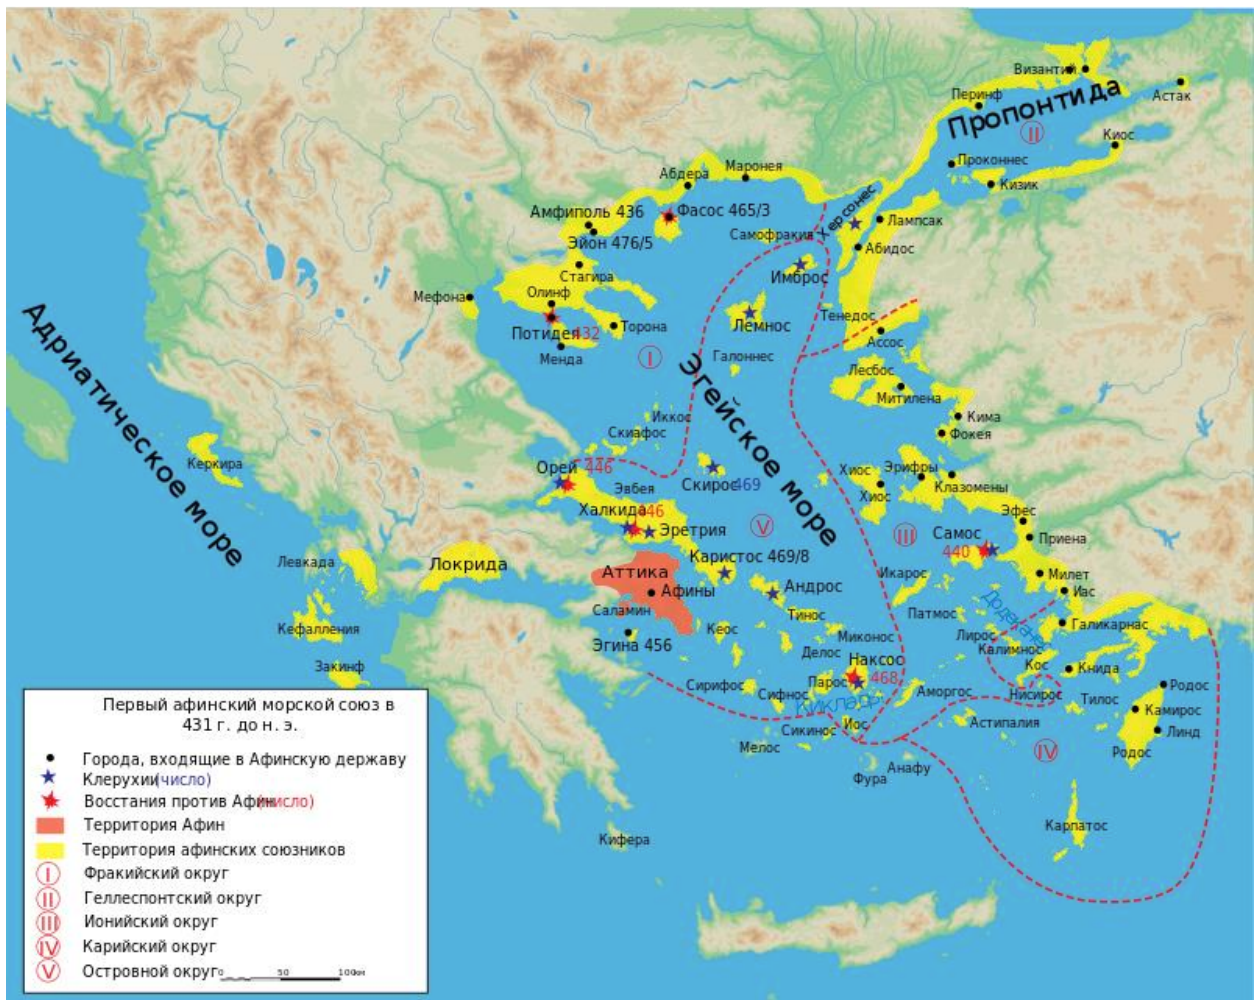 Византий
Астак
Перинф
Пропонтида
II
Киос
Проконнес
Кизик
Маронея
Абдера
Амфиполь 436
Фасос 465/3
Эйон 476/5
Самофракия
Херсонес
Лампсак
Абидос
Стагира
Имброс
Олинф
Мефона
Потидея 432
Торона
Лемнос
Тенедос
Менда
I
Галоннес
Ассос
Адриатическое море
Эгейское море
Лесбос
Митилена
Иккос
Скиафос
Кима
Фокея
Керкира
Орей 446
Эвбея
Скирос 469
Хиос
Хиос
Эрифры
Клазомены
Халкида 446
Эретрия
V
III
Эфес
Самос
440
Приена
Левкада
Локрида
Аттика
Каристос 469/8
Афины
Андрос
Икарос
Милет
Иас
Саламин
Тинос
Патмос
Кефалления
Кеос
Эгина 456
Миконос
Лирос
Галикарнас
Делос
Калимнос
Закинф
Наксос
468
Кос
Книда
Сирифос
Парос
Сифнос
Аморгос
Нисирос
Тилос
Родос
Камирос
Линд
Родос
Киклады
Сикинос
Иос
Астипалия
IV
Мелос
Фура
Анафу
Карпатос
Кифера
Первый афинский морской союз в
431 г. до н. э.
Города, входящие в Афинскую державу
Клерухии (число)
Восстания против Афин (число)
Территория Афин
Территория афинских союзников
I Фракийский округ
II Геллеспонтский округ
III Ионийский округ
IV Карийский округ
V Островной округ
0 50 100км